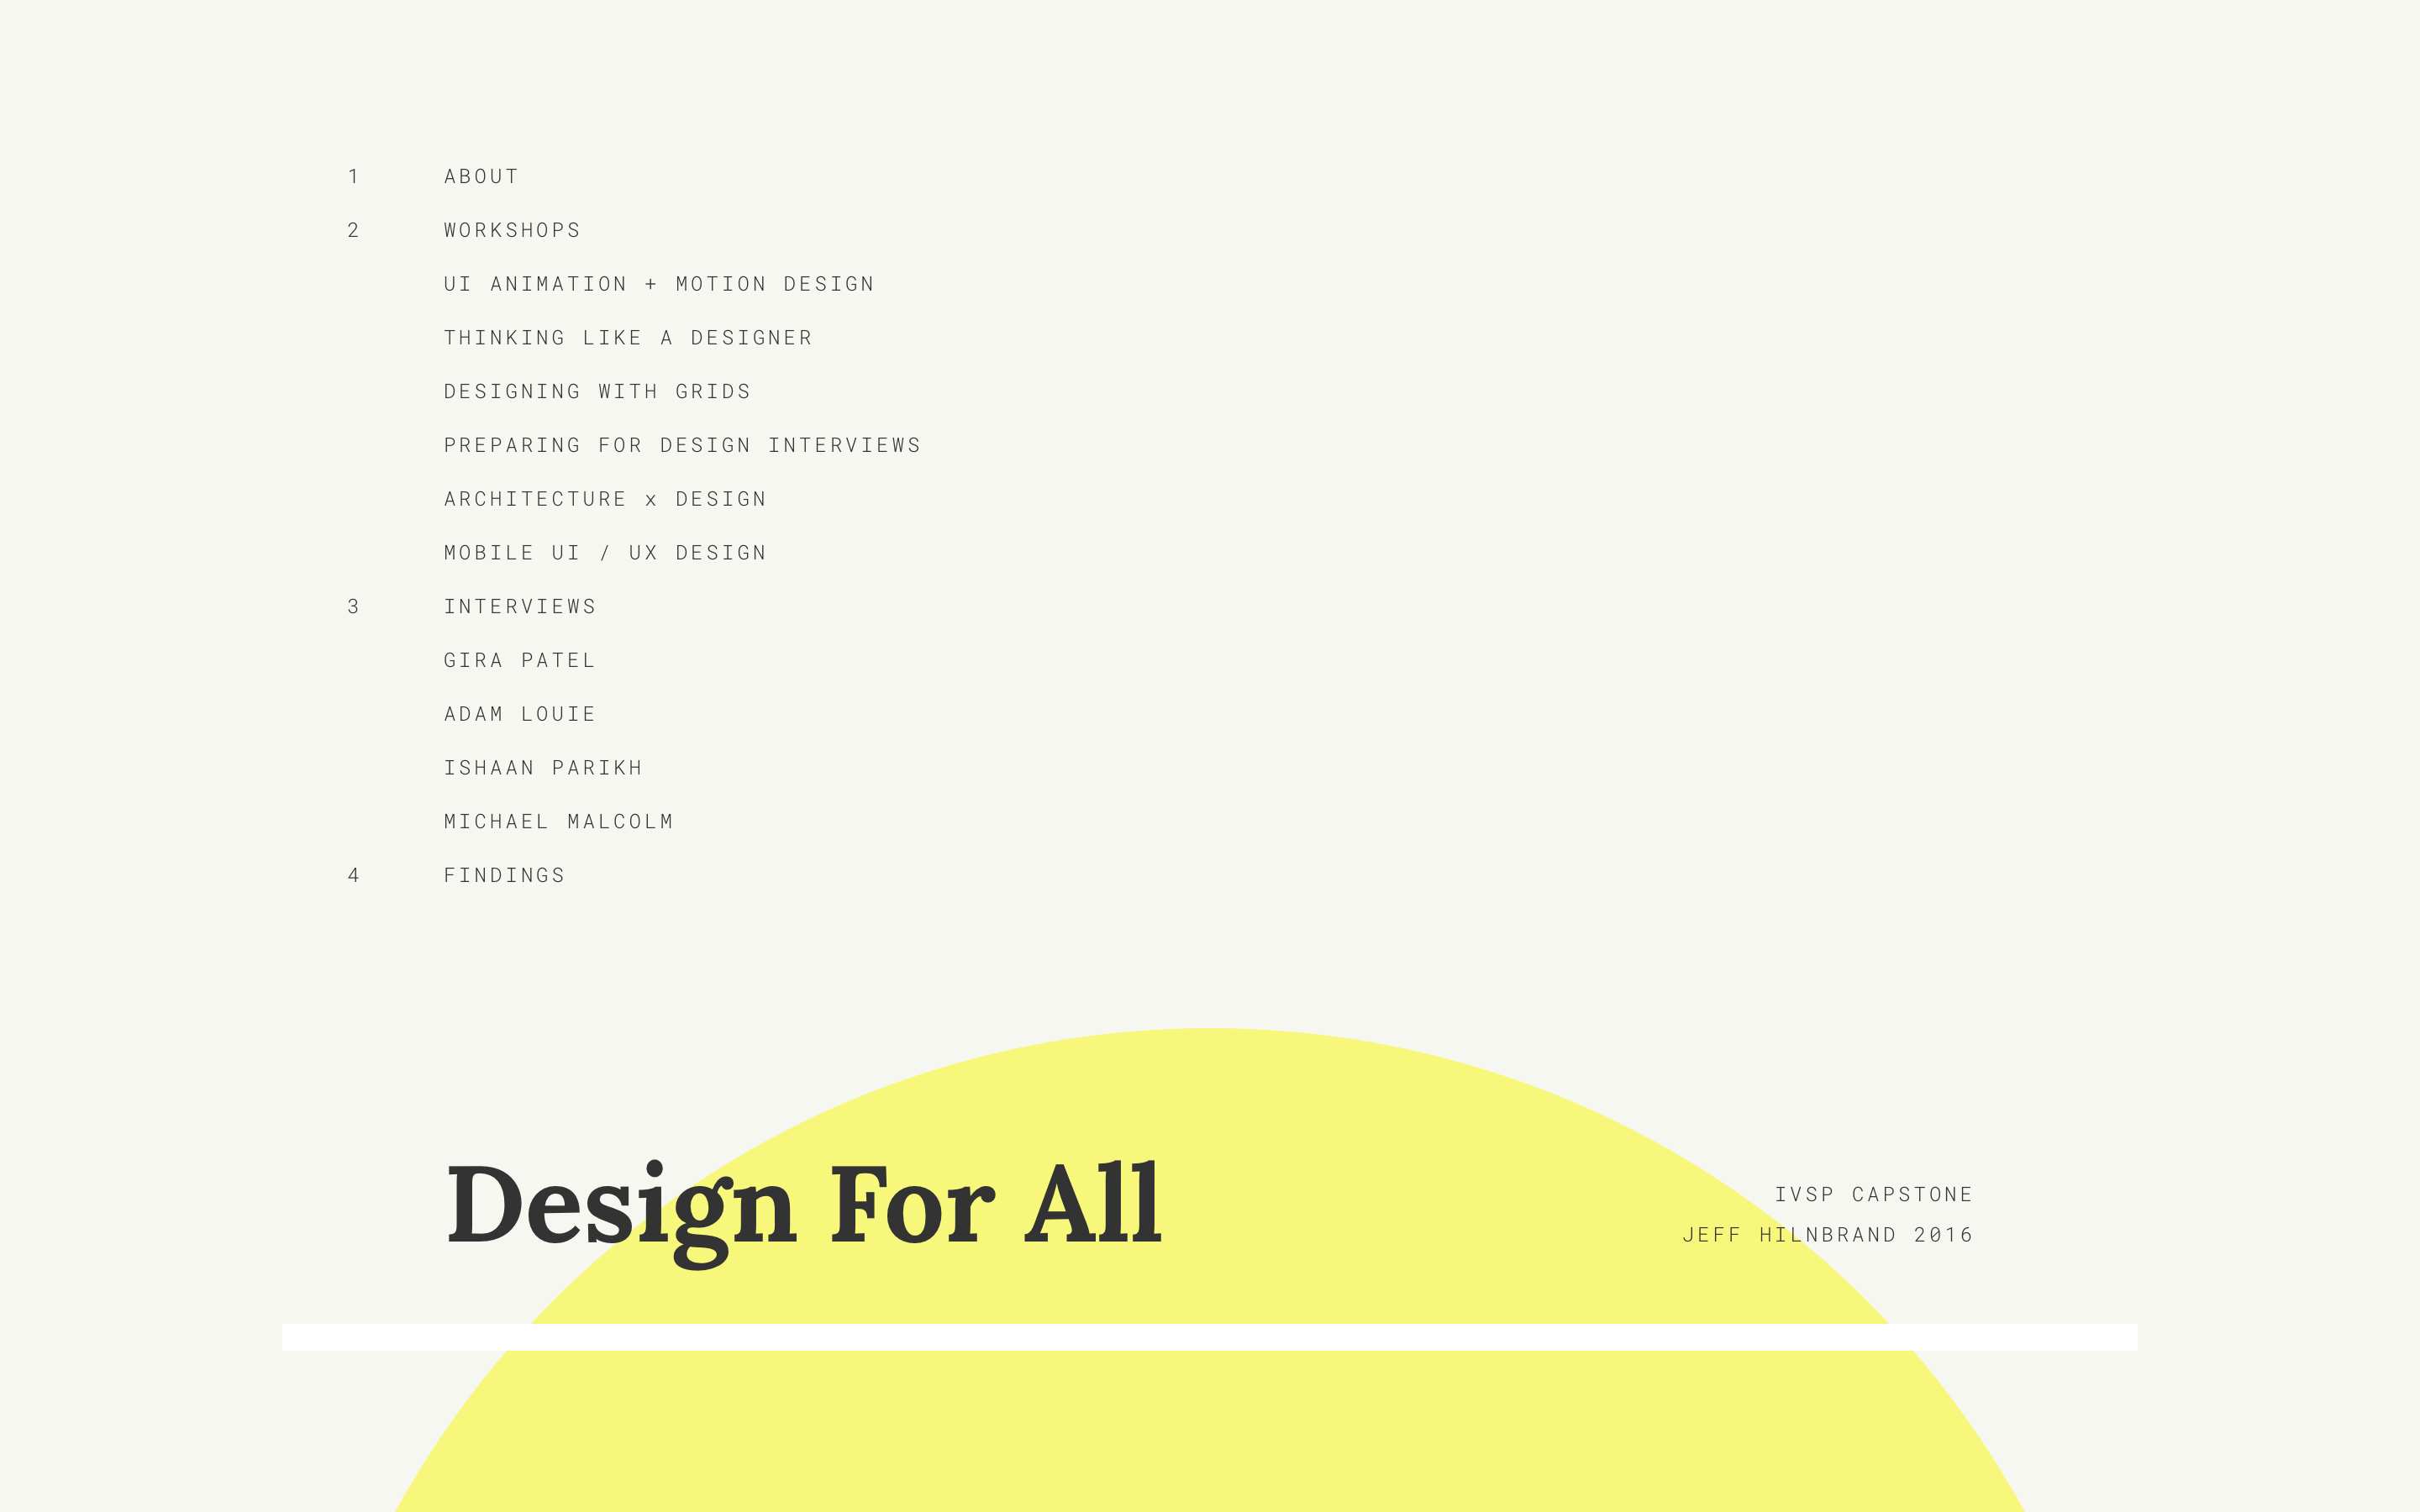 1 ABOUT
2 WORKSHOPS
UI ANIMATION + MOTION DESIGN
THINKING LIKE A DESIGNER
DESIGNING WITH GRIDS
PREPARING FOR DESIGN INTERVIEWS
ARCHITECTURE x DESIGN
MOBILE UI / UX DESIGN
3 INTERVIEWS
GIRA PATEL
ADAM LOUIE
ISHAAN PARIKH
MICHAEL MALCOLM
4 FINDINGS
Design For All
IVSP CAPSTONE
JEFF HILNBRAND 2016